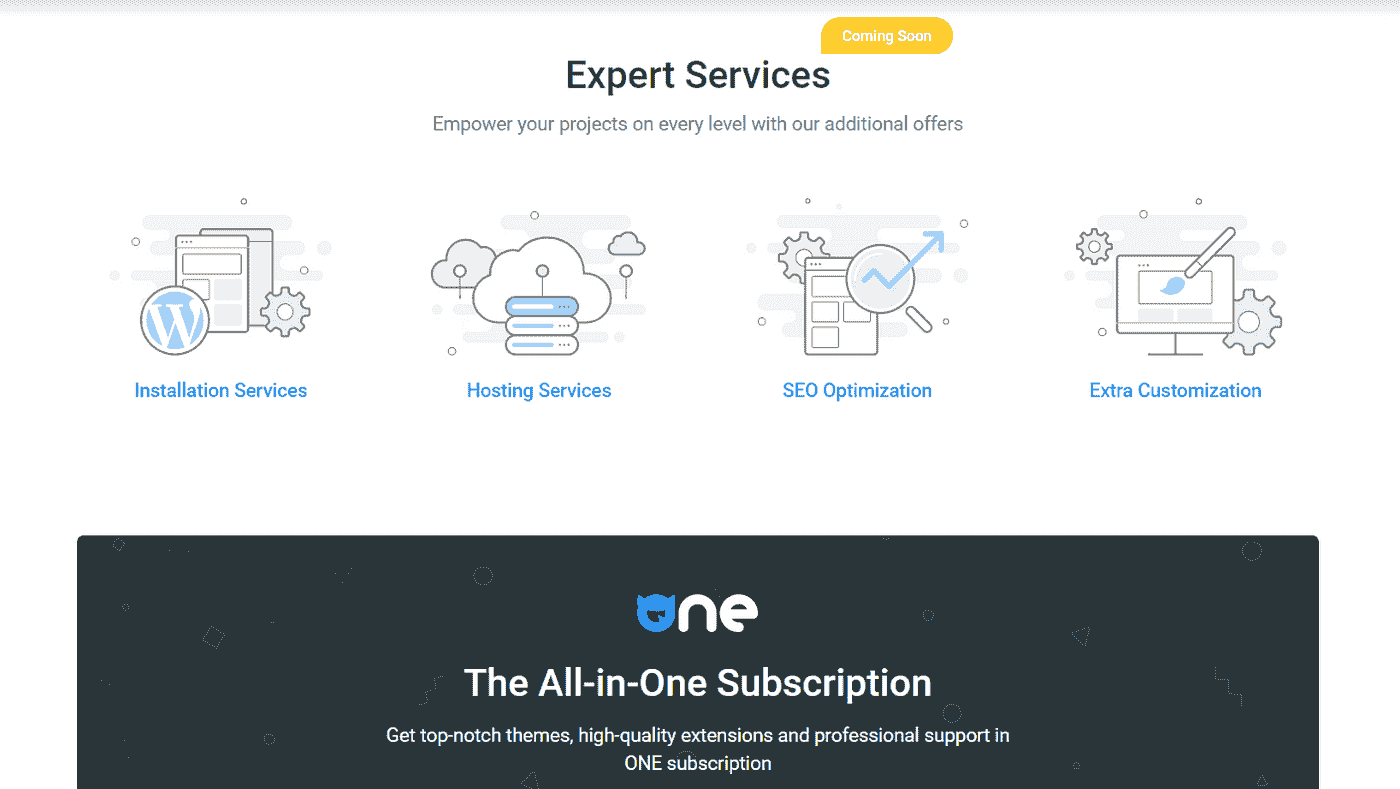 Coming Soon
Expert Services
Empower your projects on every level with our additional offers
Installation Services
Hosting Services
SEO Optimization
Extra Customization
one
The All-in-One Subscription
Get top-notch themes, high-quality extensions and professional support in
ONE subscription